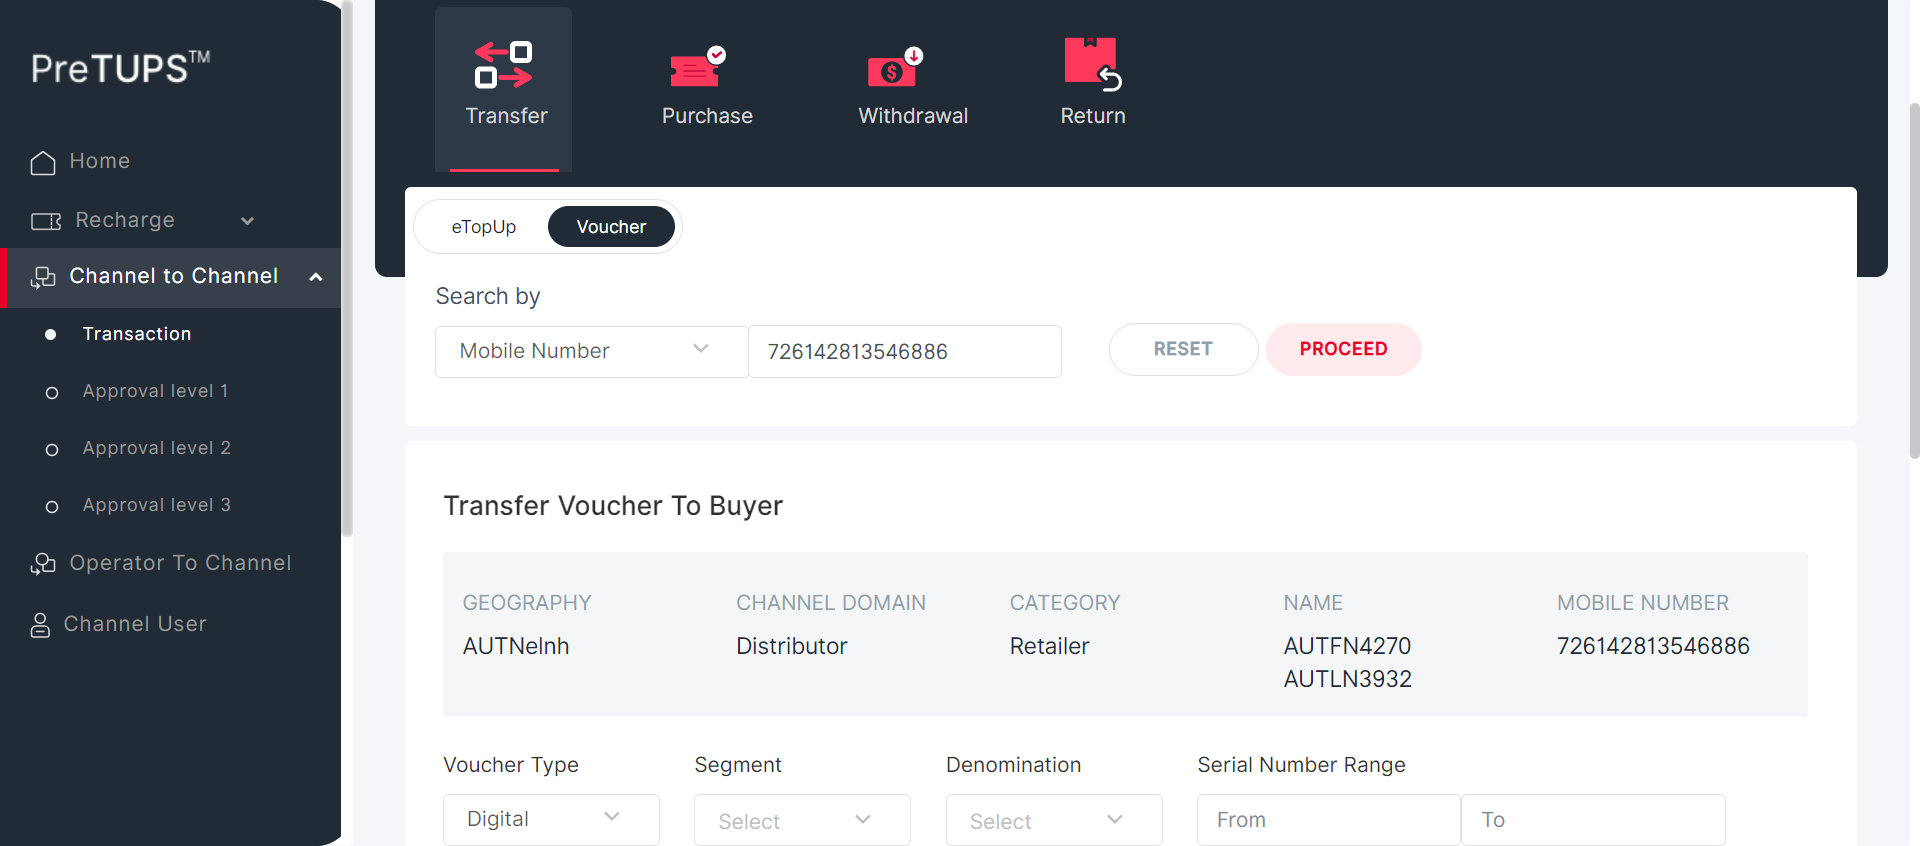 PreTUPS™
Home
Recharge
Channel to Channel
Transaction
Approval level 1
Approval level 2
Approval level 3
Operator To Channel
Channel User
Transfer
Purchase
Withdrawal
Return
eTopUp
Voucher
Search by
Mobile Number
726142813546886
RESET
PROCEED
Transfer Voucher To Buyer
GEOGRAPHY
AUTNelnh
CHANNEL DOMAIN
Distributor
CATEGORY
Retailer
NAME
AUTFN4270
AUTLN3932
MOBILE NUMBER
726142813546886
Voucher Type
Digital
Segment
Select
Denomination
Select
Serial Number Range
From
To